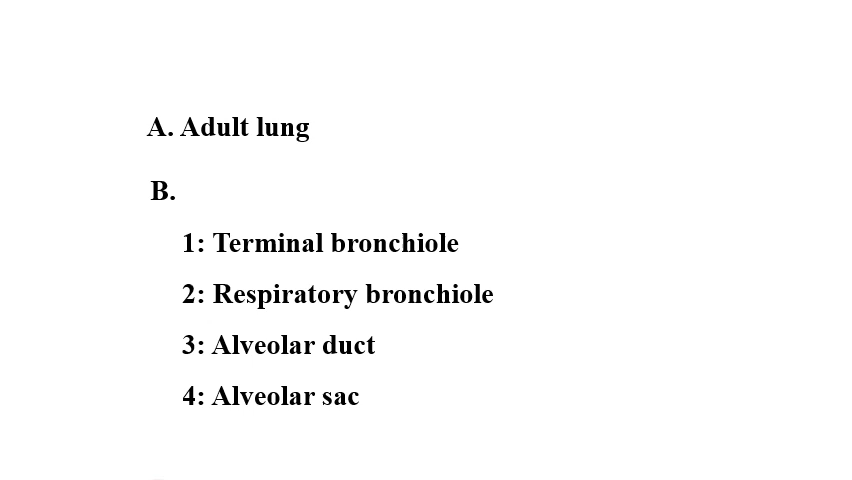 A. Adult lung
B.
1: Terminal bronchiole
2: Respiratory bronchiole
3: Alveolar duct
4: Alveolar sac